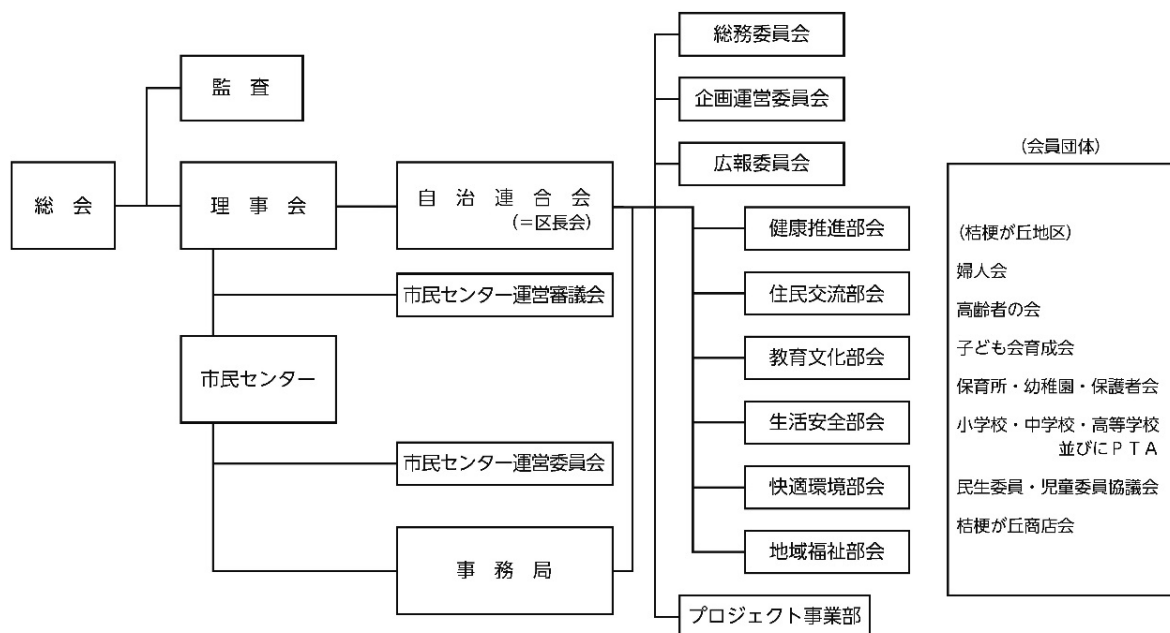 総務委員会
監査
企画運営委員会
(会員団体)
広報委員会
総会
理事会
自治連合会
(=区長会)
健康推進部会
(桔梗が丘地区)
婦人会
市民センター運営審議会
住民交流部会
高齢者の会
子ども会育成会
市民センター
教育文化部会
保育所・幼稚園・保護者会
生活安全部会
小学校・中学校・高等学校
並びにPTA
市民センター運営委員会
快適環境部会
民生委員・児童委員協議会
桔梗が丘商店会
事務局
地域福祉部会
プロジェクト事業部